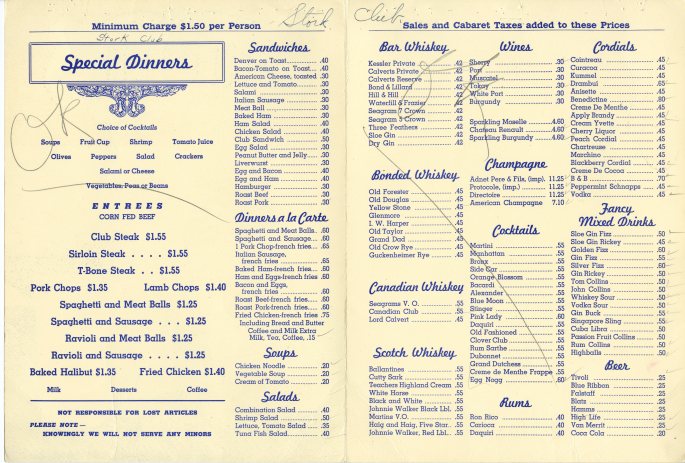 Stork Club
Minimum Charge $1.50 per Person
Sales and Cabaret Taxes added to these Prices
Stork Club
Special Dinners
Ok
Choice of Cocktails
Soups Fruit Cup Shrimp Tomato Juice
Olives Peppers Salad Crackers
Salami or Cheese
Vegetables, Peas or Beans
ENTREES
CORN FED BEEF
Club Steak $1.55
Sirloin Steak . . . . $1.55
T-Bone Steak . . $1.55
Pork Chops $1.35 Lamb Chops $1.40
Spaghetti and Meat Balls $1.25
Spaghetti and Sausage . . . $1.25
Ravioli and Meat Balls $1.25
Ravioli and Sausage . . . . $1.25
Baked Halibut $1.35 Fried Chicken $1.40
Milk Desserts Coffee
NOT RESPONSIBLE FOR LOST ARTICLES
PLEASE NOTE —
KNOWINGLY WE WILL NOT SERVE ANY MINORS
Sandwiches
Denver on Toast .40
Bacon-Tomato on Toast .40
American Cheese, toasted .30
Lettuce and Tomato .30
Salami .30
Italian Sausage .30
Meat Ball .30
Baked Ham .40
Ham Salad .40
Chicken Salad .40
Club Sandwich .50
Egg Salad .30
Peanut Butter and Jelly .30
Liverwurst .30
Egg and Bacon .40
Egg and Ham .40
Hamburger .30
Roast Beef .30
Roast Pork .30
Dinners a la Carte
Spaghetti and Meat Balls .60
Spaghetti and Sausage .60
1 Pork Chop-french fries .65
Italian Sausage,
french fries .65
Baked Ham-french fries .60
Ham and Eggs-french fries .60
Bacon and Eggs,
french fries .60
Roast Beef-french fries .60
Roast Pork-french fries .60
Fried Chicken-french fries .75
Including Bread and Butter
Coffee and Milk Extra
Milk, Tea, Coffee, .15
Soups
Chicken Noodle .20
Vegetable Soup .20
Cream of Tomato .20
Salads
Combination Salad .40
Shrimp Salad .50
Lettuce, Tomato Salad .35
Tuna Fish Salad .40
Bar Whiskey
Kessler Private .42
Calverts Private .42
Calverts Reserve .42
Bond & Lillard .42
Hill & Hill .42
Waterfill & Frazier .42
Seagram 7 Crown .42
Seagram 5 Crown .42
Three Feathers .42
Sloe Gin .42
Dry Gin .42
Bonded Whiskey
Old Forester .45
Old Douglas .45
Yellow Stone .45
Glenmore .45
I. W. Harper .45
Old Taylor .45
Grand Dad .45
Old Crow Rye .45
Guckenheimer Rye .45
Canadian Whiskey
Seagrams V. O. .55
Canadian Club .55
Lord Calvert .45
Scotch Whiskey
Ballantines .55
Cutty Sark .55
Teachers Highland Cream .55
White Horse .55
Black and White .55
Johnnie Walker Black Lbl. .55
Martins V.O. .55
Haig and Haig, Five Star .55
Johnnie Walker, Red Lbl. .55
Wines
Sherry .30
Port .30
Muscatel .30
Tokay .30
White Port .30
Burgundy .30
Sparkling Moselle 4.60
Chateau Renault 4.60
Sparkling Burgundy 4.60
Champagne
Adnet Pere & Fils, (imp). 11.25
Protocole, (imp.) 11.25
Directoire 11.25
American Champagne 7.10
Cocktails
Martini .55
Manhattan .55
Bronx .55
Side Car .55
Orange Blossom .55
Bacardi .55
Alexander .55
Blue Moon .55
Stinger .55
Pink Lady .60
Daquiri .55
Old Fashioned .55
Clover Club .55
Rum Sarthe .55
Dubonnet .55
Grand Dutchess .55
Creme de Menthe Frappe .55
Egg Nogg .60
Rums
Ron Rico .40
Carioca .40
Daquiri .40
Cordials
Cointreau .45
Curacoa .45
Kummel .45
Drambui .65
Anisette .45
Benedictine .80
Creme De Menthe .45
Apply Brandy .45
Cream Yvette .45
Cherry Liquor .45
Peach Cordial .45
Chartreuse .45
Marchino .45
Blackberry Cordial .45
Creme De Cocoa .45
B & B .70
Peppermint Schnapps .45
Vodka .45
Fancy
Mixed Drinks
Sloe Gin Fizz .50
Sloe Gin Rickey .45
Golden Fizz .60
Gin Fizz .55
Silver Fizz .60
Gin Rickey .50
Tom Collins .50
John Collins .50
Whiskey Sour .50
Vodka Sour .50
Gin Buck .55
Singapore Sling .55
Cuba Libra .50
Passion Fruit Collins .50
Rum Collins .50
Highballs .50
Beer
Tivoli .25
Blue Ribbon .25
Falstaff .25
Blatz .25
Hamms .25
High Life .25
Van Merrit .25
Coca Cola .20